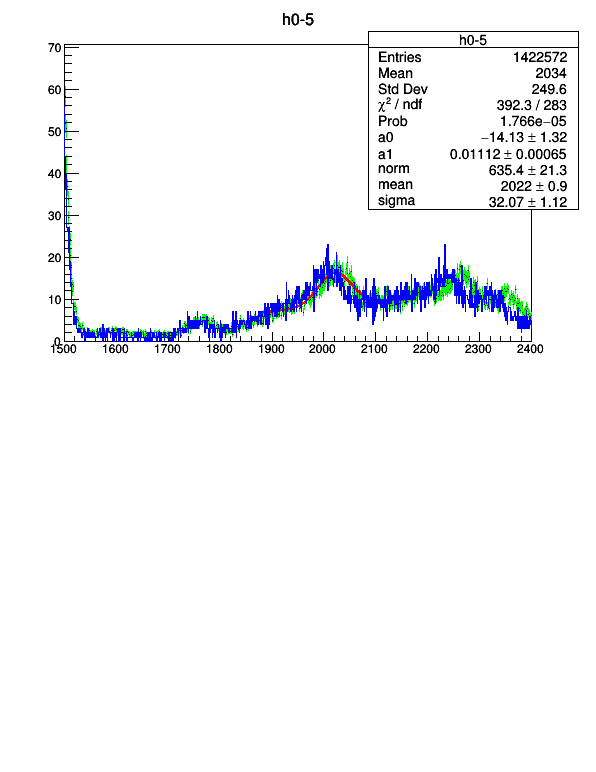 h0-5
h0-5
Entries 1422572
Mean 2034
Std Dev 249.6
χ² / ndf 392.3 / 283
Prob 1.766e−05
a0 −14.13 ± 1.32
a1 0.01112 ± 0.00065
norm 635.4 ± 21.3
mean 2022 ± 0.9
sigma 32.07 ± 1.12
70
60
50
40
30
20
10
0
1500 1600 1700 1800 1900 2000 2100 2200 2300 2400